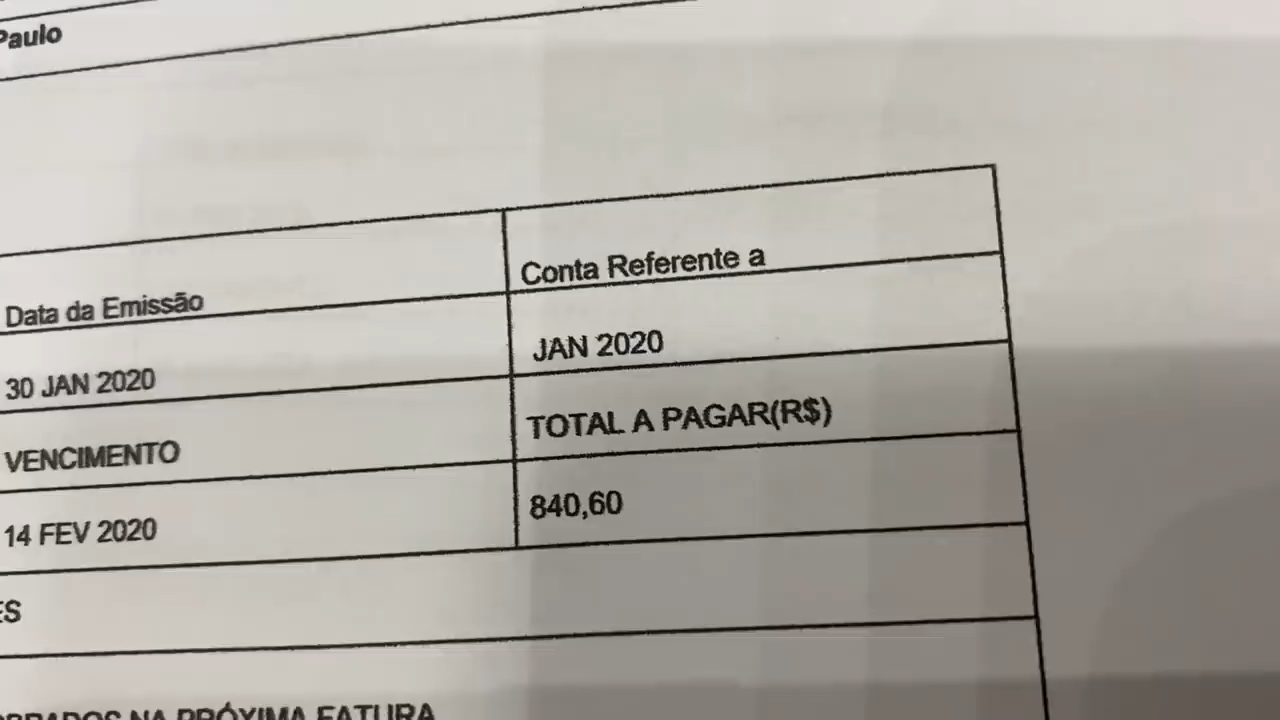 Paulo
Data da Emissão
Conta Referente a
30 JAN 2020
JAN 2020
VENCIMENTO
TOTAL A PAGAR(R$)
14 FEV 2020
840,60
ES
NA PRÓXIMA FATURA